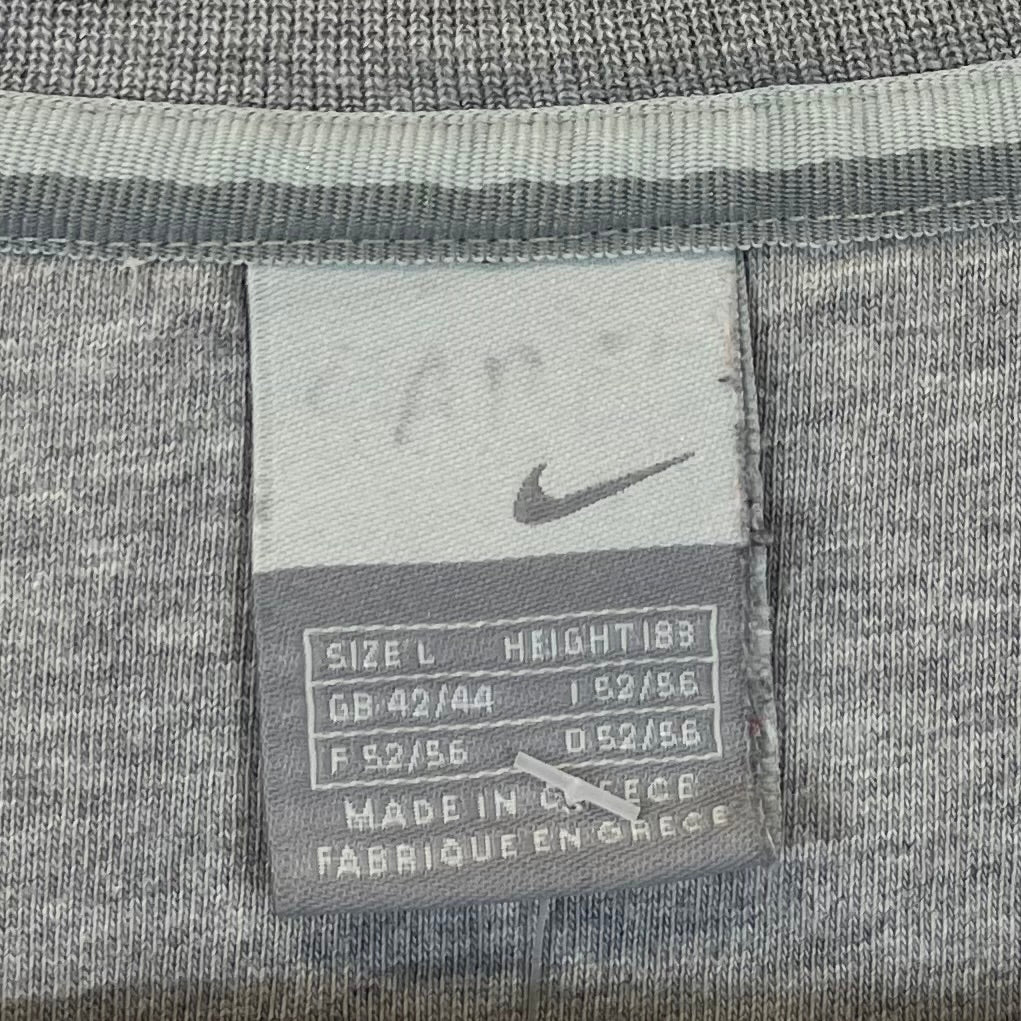 SIZE L HEIGHT 183
GB 42/44 I 52/56
F 52/56 D 52/56
MADE IN GREECE
FABRIQUE EN GRECE